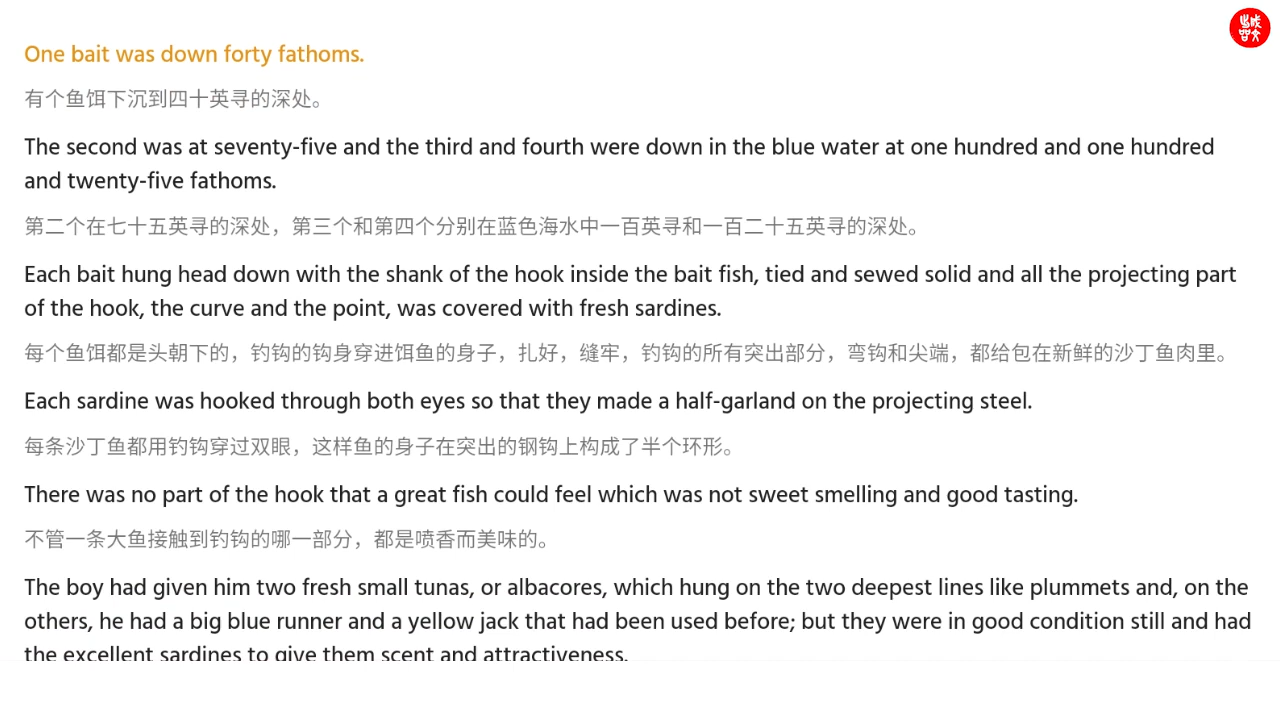 One bait was down forty fathoms.
有个鱼饵下沉到四十英寻的深处。
The second was at seventy-five and the third and fourth were down in the blue water at one hundred and one hundred
and twenty-five fathoms.
第二个在七十五英寻的深处，第三个和第四个分别在蓝色海水中一百英寻和一百二十五英寻的深处。
Each bait hung head down with the shank of the hook inside the bait fish, tied and sewed solid and all the projecting part
of the hook, the curve and the point, was covered with fresh sardines.
每个鱼饵都是头朝下的，钓钩的钩身穿进饵鱼的身子，扎好，缝牢，钓钩的所有突出部分，弯钩和尖端，都给包在新鲜的沙丁鱼肉里。
Each sardine was hooked through both eyes so that they made a half-garland on the projecting steel.
每条沙丁鱼都用钓钩穿过双眼，这样鱼的身子在突出的钢钩上构成了半个环形。
There was no part of the hook that a great fish could feel which was not sweet smelling and good tasting.
不管一条大鱼接触到钓钩的哪一部分，都是喷香而美味的。
The boy had given him two fresh small tunas, or albacores, which hung on the two deepest lines like plummets and, on the
others, he had a big blue runner and a yellow jack that had been used before; but they were in good condition still and had
the excellent sardines to give them scent and attractiveness.